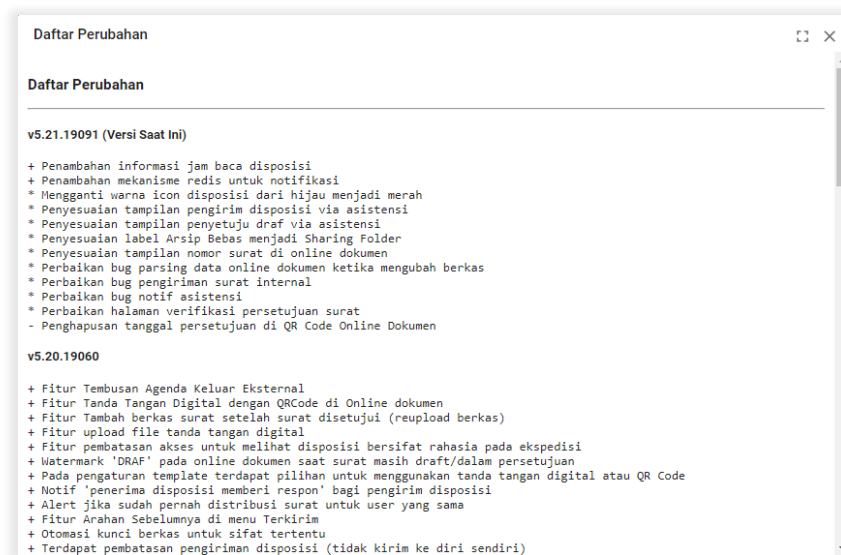 Daftar Perubahan
Daftar Perubahan
v5.21.19091 (Versi Saat Ini)
+ Penambahan informasi jam baca disposisi
+ Penambahan mekanisme redis untuk notifikasi
* Mengganti warna icon disposisi dari hijau menjadi merah
* Penyesuaian tampilan pengirim disposisi via asistensi
* Penyesuaian tampilan penyetuju draf via asistensi
* Penyesuaian label Arsip Bebas menjadi Sharing Folder
* Penyesuaian tampilan nomor surat di online dokumen
* Perbaikan bug parsing data online dokumen ketika mengubah berkas
* Perbaikan bug pengiriman surat internal
* Perbaikan bug notif asistensi
* Perbaikan halaman verifikasi persetujuan surat
- Penghapusan tanggal persetujuan di QR Code Online Dokumen
v5.20.19060
+ Fitur Tembusan Agenda Keluar Eksternal
+ Fitur Tanda Tangan Digital dengan QRCode di Online dokumen
+ Fitur Tambah berkas surat setelah surat disetujui (reupload berkas)
+ Fitur upload file tanda tangan digital
+ Fitur pembatasan akses untuk melihat disposisi bersifat rahasia pada ekspedisi
+ Watermark 'DRAF' pada online dokumen saat surat masih draft/dalam persetujuan
+ Pada pengaturan template terdapat pilihan untuk menggunakan tanda tangan digital atau QR Code
+ Notif 'penerima disposisi memberi respon' bagi pengirim disposisi
+ Alert jika sudah pernah distribusi surat untuk user yang sama
+ Fitur Arahan Sebelumnya di menu Terkirim
+ Otomasi kunci berkas untuk sifat tertentu
+ Terdapat pembatasan pengiriman disposisi (tidak kirim ke diri sendiri)